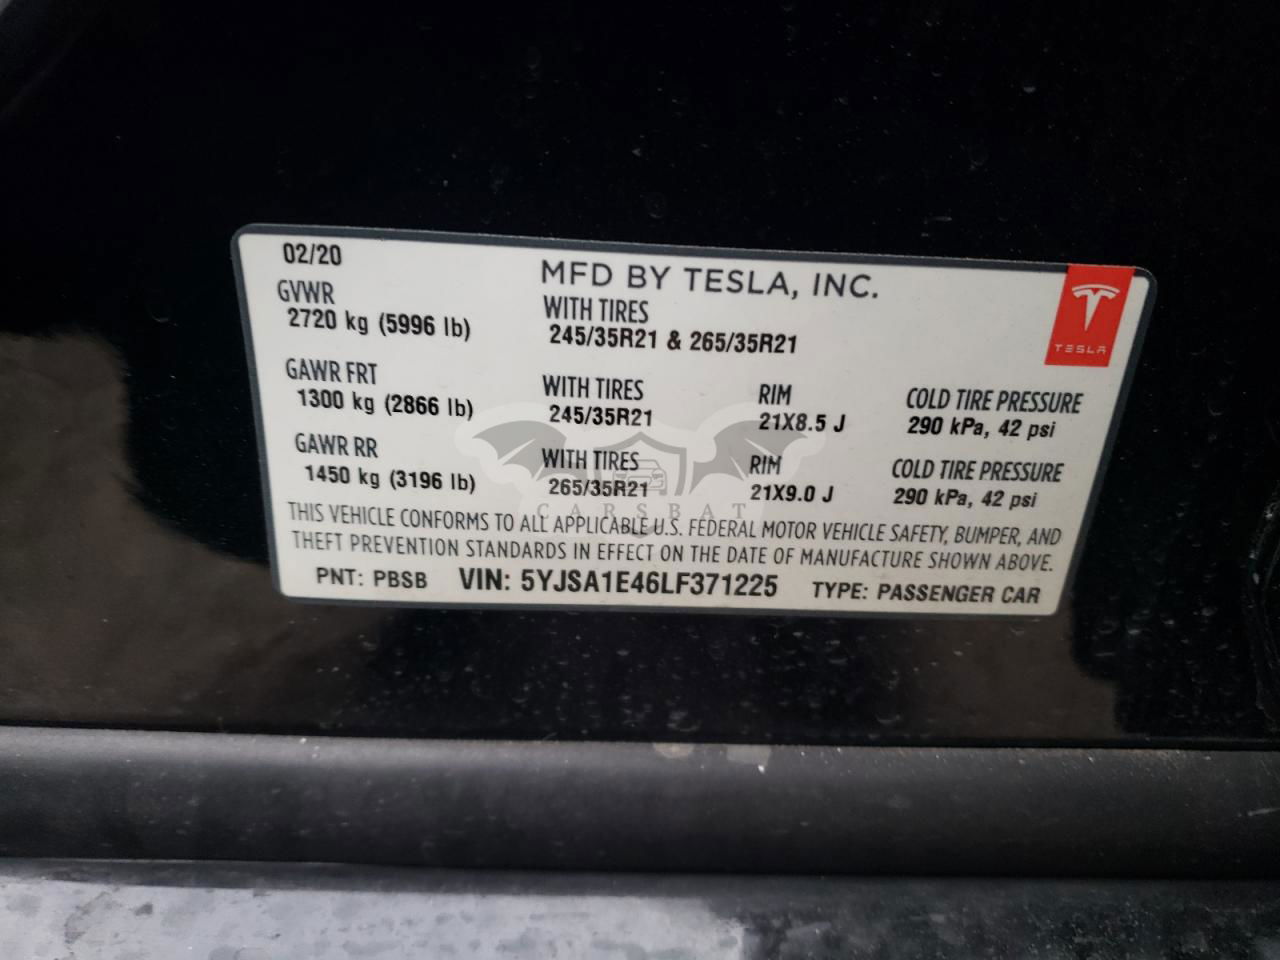 02/20
MFD BY TESLA, INC.
GVWR
2720 kg (5996 lb)
WITH TIRES
245/35R21 & 265/35R21
TESLA
GAWR FRT
1300 kg (2866 lb)
WITH TIRES
245/35R21
RIM
21X8.5 J
COLD TIRE PRESSURE
290 kPa, 42 psi
GAWR RR
1450 kg (3196 lb)
WITH TIRES
265/35R21
RIM
21X9.0 J
COLD TIRE PRESSURE
290 kPa, 42 psi
CARSBAT
THIS VEHICLE CONFORMS TO ALL APPLICABLE U.S. FEDERAL MOTOR VEHICLE SAFETY, BUMPER, AND
THEFT PREVENTION STANDARDS IN EFFECT ON THE DATE OF MANUFACTURE SHOWN ABOVE.
PNT: PBSB VIN: 5YJSA1E46LF371225 TYPE: PASSENGER CAR